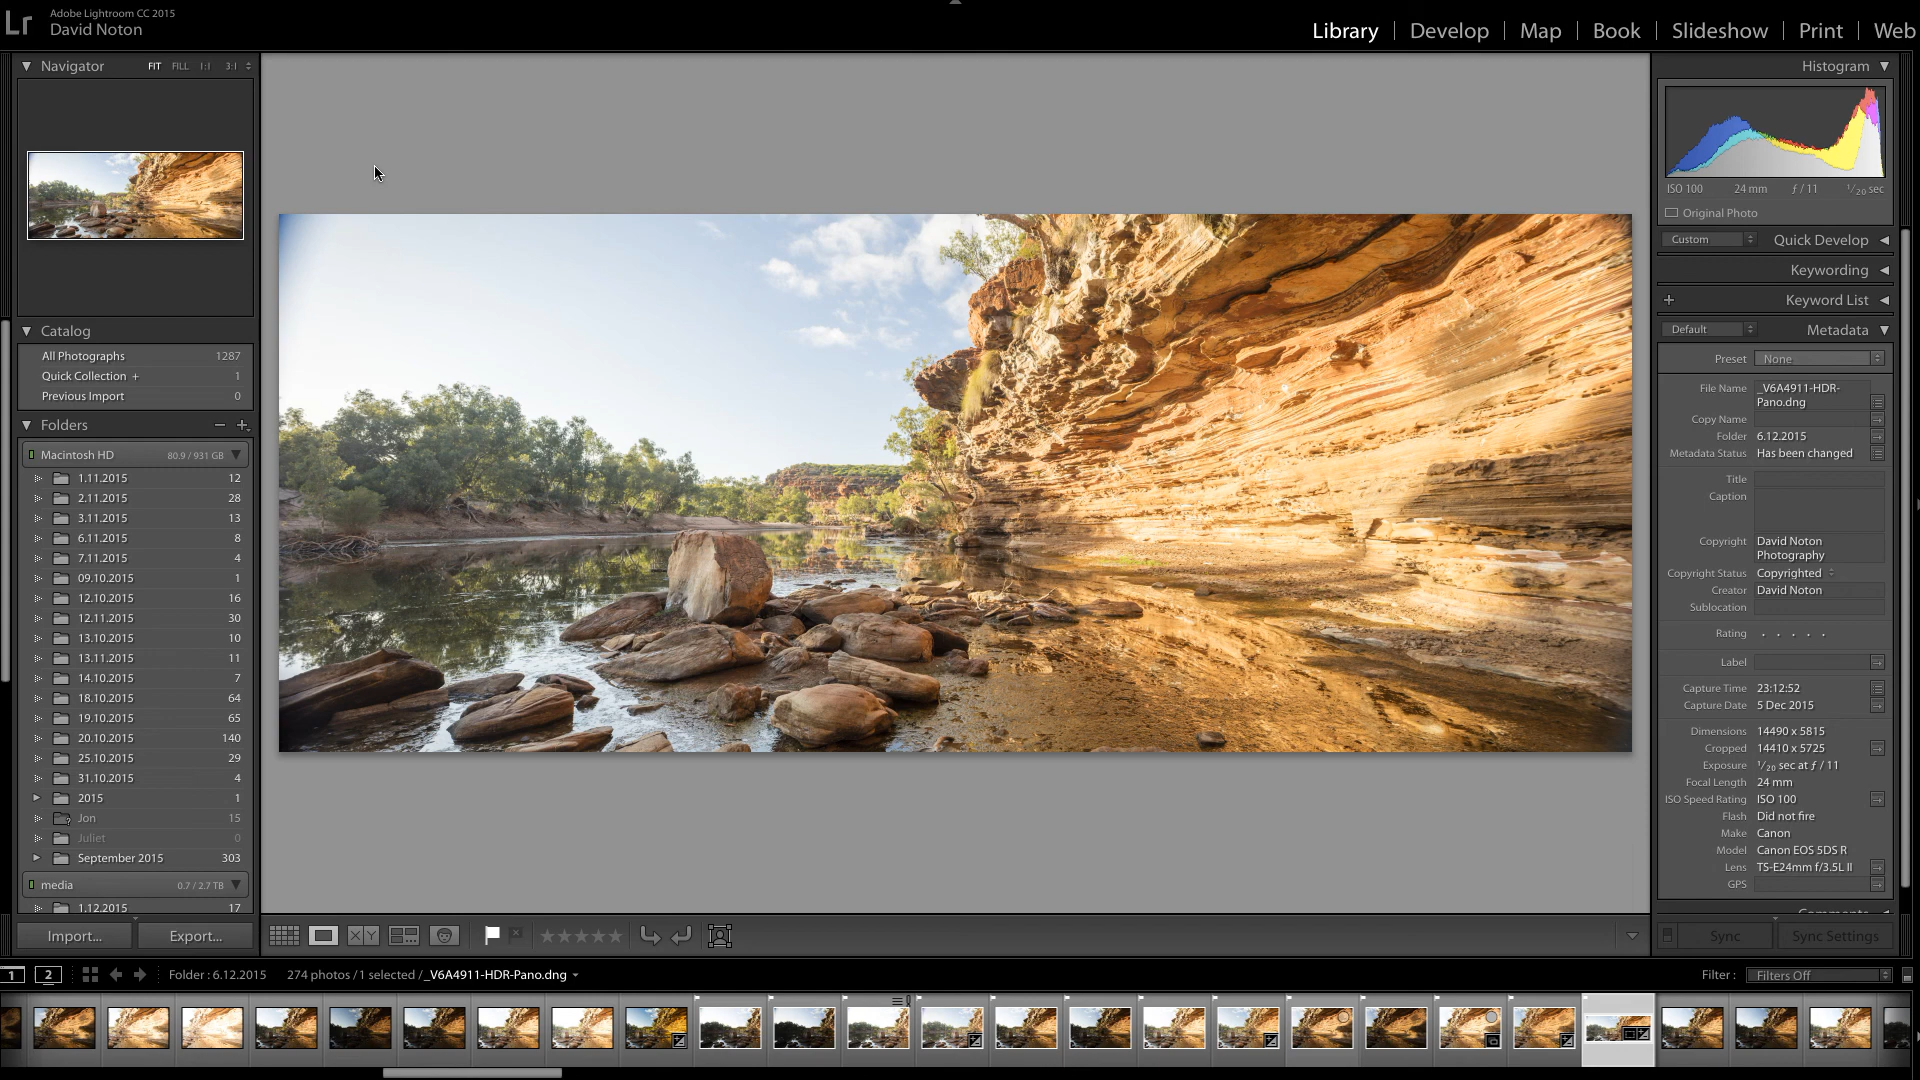 Lr
Adobe Lightroom CC 2015
David Noton
Library Develop Map Book Slideshow Print Web
Navigator FIT FILL 1:1 3:1
Catalog
All Photographs 1287
Quick Collection + 1
Previous Import 0
Folders
Macintosh HD 80.9 / 931 GB
1.11.2015 12
2.11.2015 28
3.11.2015 13
6.11.2015 8
7.11.2015 4
09.10.2015 1
12.10.2015 16
12.11.2015 30
13.10.2015 10
13.11.2015 11
14.10.2015 7
18.10.2015 64
19.10.2015 65
20.10.2015 140
25.10.2015 29
31.10.2015 4
2015 1
Jon 15
Juliet 0
September 2015 303
media 0.7 / 2.7 TB
1.12.2015 17
Import... Export...
Histogram
ISO 100 24 mm ƒ / 11 1/20 sec
Original Photo
Custom Quick Develop
Keywording
+ Keyword List
Default Metadata
Preset None
File Name _V6A4911-HDR-
Pano.dng
Copy Name
Folder 6.12.2015
Metadata Status Has been changed
Title
Caption
Copyright David Noton
Photography
Copyright Status Copyrighted
Creator David Noton
Sublocation
Rating . . . . .
Label
Capture Time 23:12:52
Capture Date 5 Dec 2015
Dimensions 14490 x 5815
Cropped 14410 x 5725
Exposure 1/20 sec at ƒ / 11
Focal Length 24 mm
ISO Speed Rating ISO 100
Flash Did not fire
Make Canon
Model Canon EOS 5DS R
Lens TS-E24mm f/3.5L II
GPS
Comments
Sync Sync Settings
X Y
1 2 Folder : 6.12.2015 274 photos / 1 selected / _V6A4911-HDR-Pano.dng
Filter : Filters Off